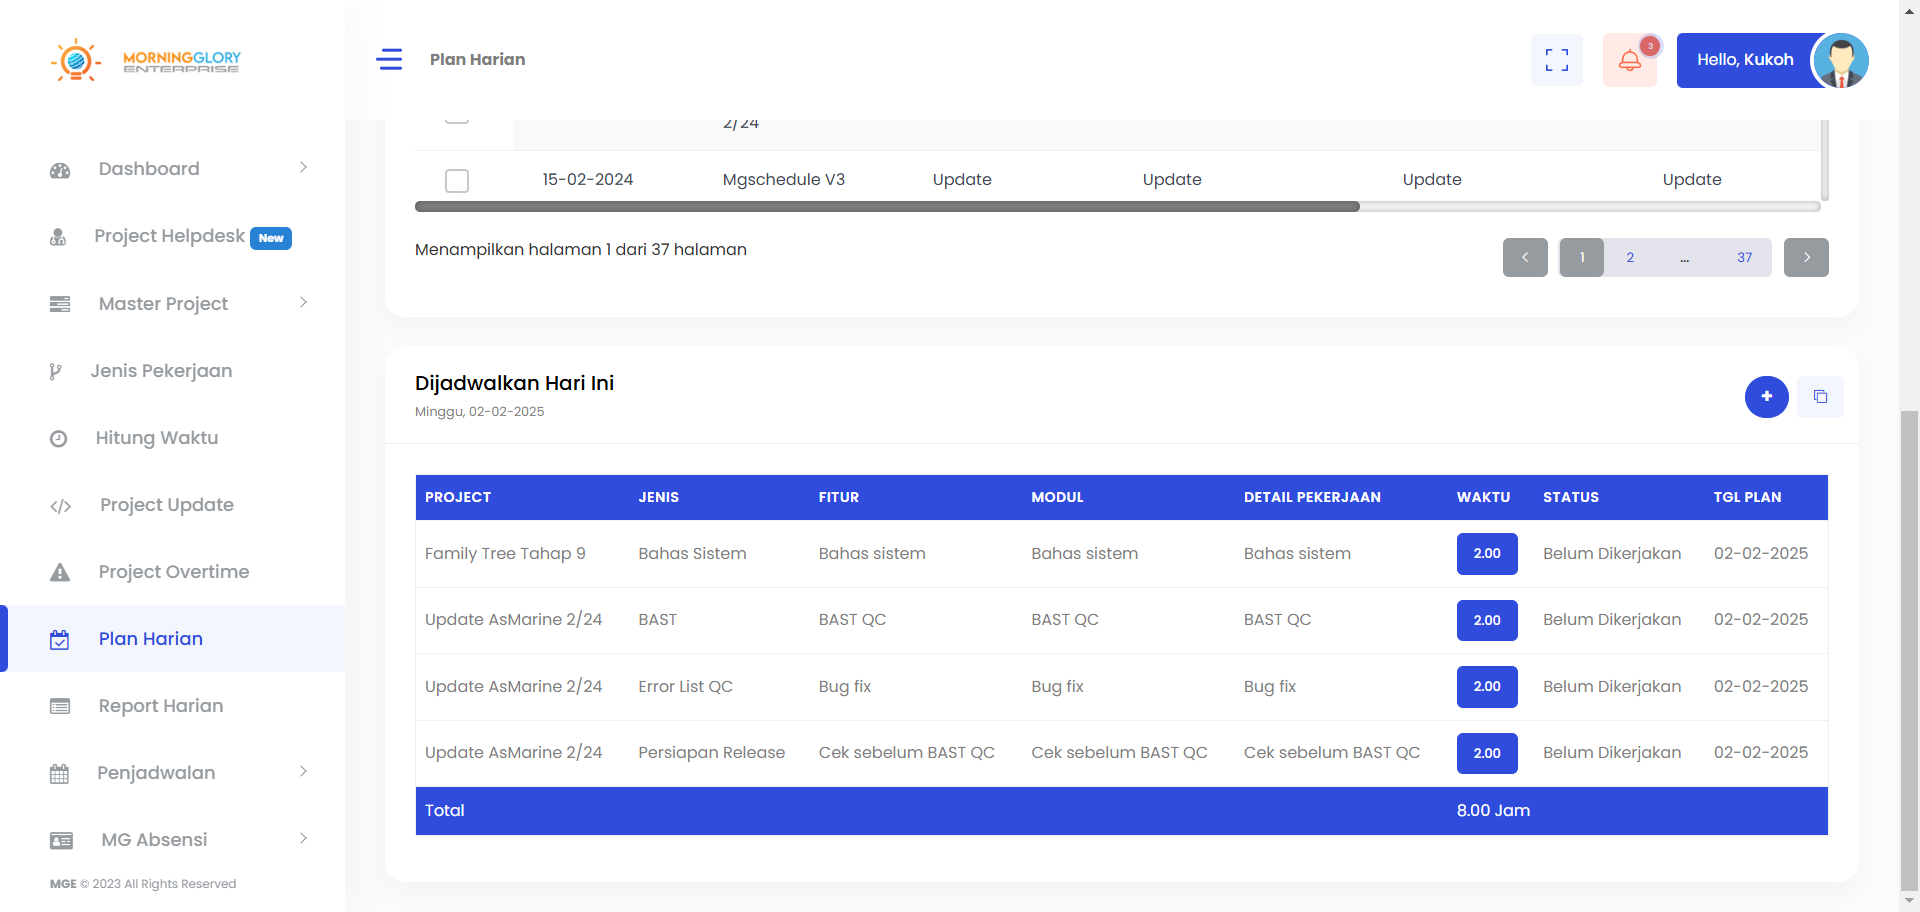 MORNINGGLORY
ENTERPRISE
Plan Harian
3
Hello, Kukoh
Dashboard
Project Helpdesk New
Master Project
Jenis Pekerjaan
Hitung Waktu
Project Update
Project Overtime
Plan Harian
Report Harian
Penjadwalan
MG Absensi
MGE © 2023 All Rights Reserved
2/24
15-02-2024 Mgschedule V3 Update Update Update Update
Menampilkan halaman 1 dari 37 halaman
1 2 ... 37
Dijadwalkan Hari Ini
Minggu, 02-02-2025
PROJECT JENIS FITUR MODUL DETAIL PEKERJAAN WAKTU STATUS TGL PLAN
Family Tree Tahap 9 Bahas Sistem Bahas sistem Bahas sistem Bahas sistem 2.00 Belum Dikerjakan 02-02-2025
Update AsMarine 2/24 BAST BAST QC BAST QC BAST QC 2.00 Belum Dikerjakan 02-02-2025
Update AsMarine 2/24 Error List QC Bug fix Bug fix Bug fix 2.00 Belum Dikerjakan 02-02-2025
Update AsMarine 2/24 Persiapan Release Cek sebelum BAST QC Cek sebelum BAST QC Cek sebelum BAST QC 2.00 Belum Dikerjakan 02-02-2025
Total 8.00 Jam